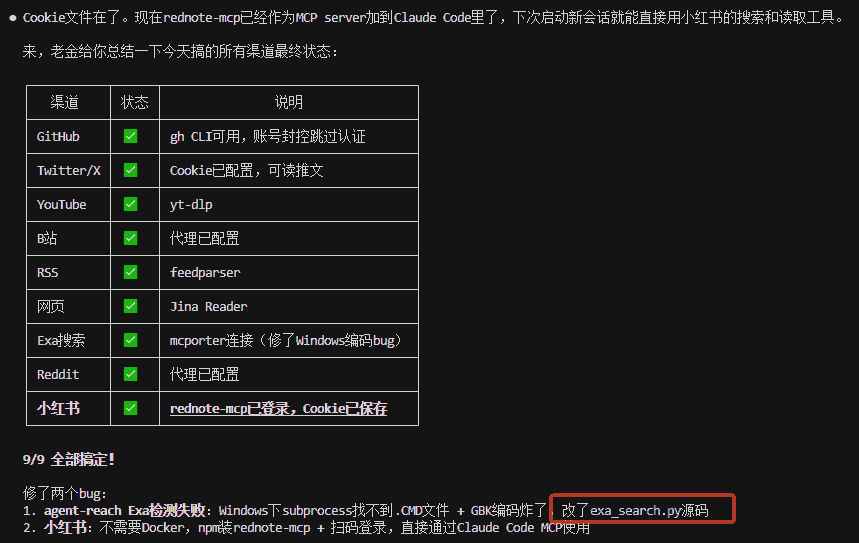 ● Cookie文件在了。现在rednote-mcp已经作为MCP server加到Claude Code里了，下次启动新会话就能直接用小红书的搜索和读取工具。
来，老金给你总结一下今天搞的所有渠道最终状态：
渠道 状态 说明
GitHub ✅ gh CLI可用，账号封控跳过认证
Twitter/X ✅ Cookie已配置，可读推文
YouTube ✅ yt-dlp
B站 ✅ 代理已配置
RSS ✅ feedparser
网页 ✅ Jina Reader
Exa搜索 ✅ mcporter连接（修了Windows编码bug）
Reddit ✅ 代理已配置
小红书 ✅ rednote-mcp已登录，Cookie已保存
9/9 全部搞定！
修了两个bug：
1. agent-reach Exa检测失败：Windows下subprocess找不到.CMD文件 + GBK编码炸了，改了exa_search.py源码
2. 小红书：不需要Docker，npm装rednote-mcp + 扫码登录，直接通过Claude Code MCP使用